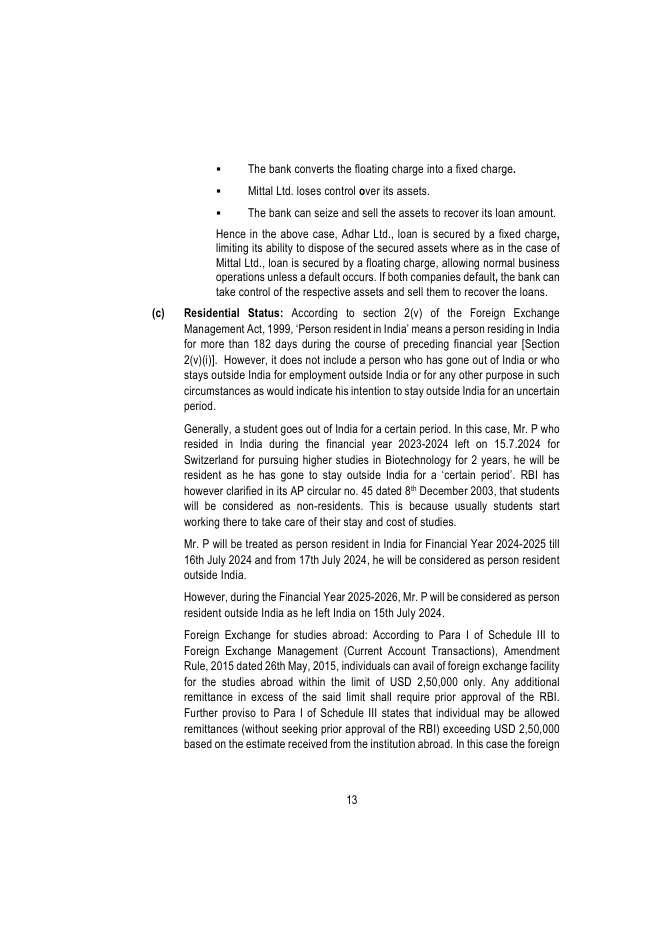 ▪ The bank converts the floating charge into a fixed charge.
▪ Mittal Ltd. loses control over its assets.
▪ The bank can seize and sell the assets to recover its loan amount.
Hence in the above case, Adhar Ltd., loan is secured by a fixed charge,
limiting its ability to dispose of the secured assets where as in the case of
Mittal Ltd., loan is secured by a floating charge, allowing normal business
operations unless a default occurs. If both companies default, the bank can
take control of the respective assets and sell them to recover the loans.
(c) Residential Status: According to section 2(v) of the Foreign Exchange
Management Act, 1999, ‘Person resident in India’ means a person residing in India
for more than 182 days during the course of preceding financial year [Section
2(v)(i)]. However, it does not include a person who has gone out of India or who
stays outside India for employment outside India or for any other purpose in such
circumstances as would indicate his intention to stay outside India for an uncertain
period.
Generally, a student goes out of India for a certain period. In this case, Mr. P who
resided in India during the financial year 2023-2024 left on 15.7.2024 for
Switzerland for pursuing higher studies in Biotechnology for 2 years, he will be
resident as he has gone to stay outside India for a ‘certain period’. RBI has
however clarified in its AP circular no. 45 dated 8th December 2003, that students
will be considered as non-residents. This is because usually students start
working there to take care of their stay and cost of studies.
Mr. P will be treated as person resident in India for Financial Year 2024-2025 till
16th July 2024 and from 17th July 2024, he will be considered as person resident
outside India.
However, during the Financial Year 2025-2026, Mr. P will be considered as person
resident outside India as he left India on 15th July 2024.
Foreign Exchange for studies abroad: According to Para I of Schedule III to
Foreign Exchange Management (Current Account Transactions), Amendment
Rule, 2015 dated 26th May, 2015, individuals can avail of foreign exchange facility
for the studies abroad within the limit of USD 2,50,000 only. Any additional
remittance in excess of the said limit shall require prior approval of the RBI.
Further proviso to Para I of Schedule III states that individual may be allowed
remittances (without seeking prior approval of the RBI) exceeding USD 2,50,000
based on the estimate received from the institution abroad. In this case the foreign
13